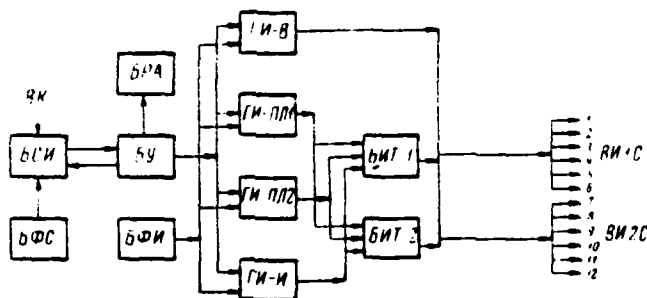 ГИ-В
БРА
ВК
ГИ-ПЛ1
БСИ
БУ
БИТ 1
ГИ-ПЛ2
БФС
БФИ
БИТ 2
ГИ-И
1
2
3
4
5
6
ВИ1С
7
8
9
10
11
12
ВИ2С